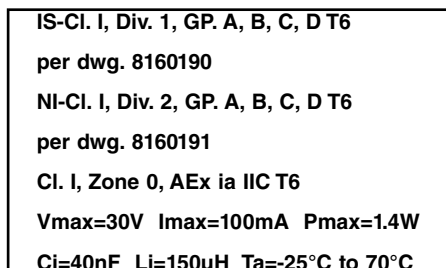 IS-Cl. I, Div. 1, GP. A, B, C, D T6
per dwg. 8160190
NI-Cl. I, Div. 2, GP. A, B, C, D T6
per dwg. 8160191
Cl. I, Zone 0, AEx ia IIC T6
Vmax=30V Imax=100mA Pmax=1.4W
Ci=40nF Li=150uH Ta=-25°C to 70°C